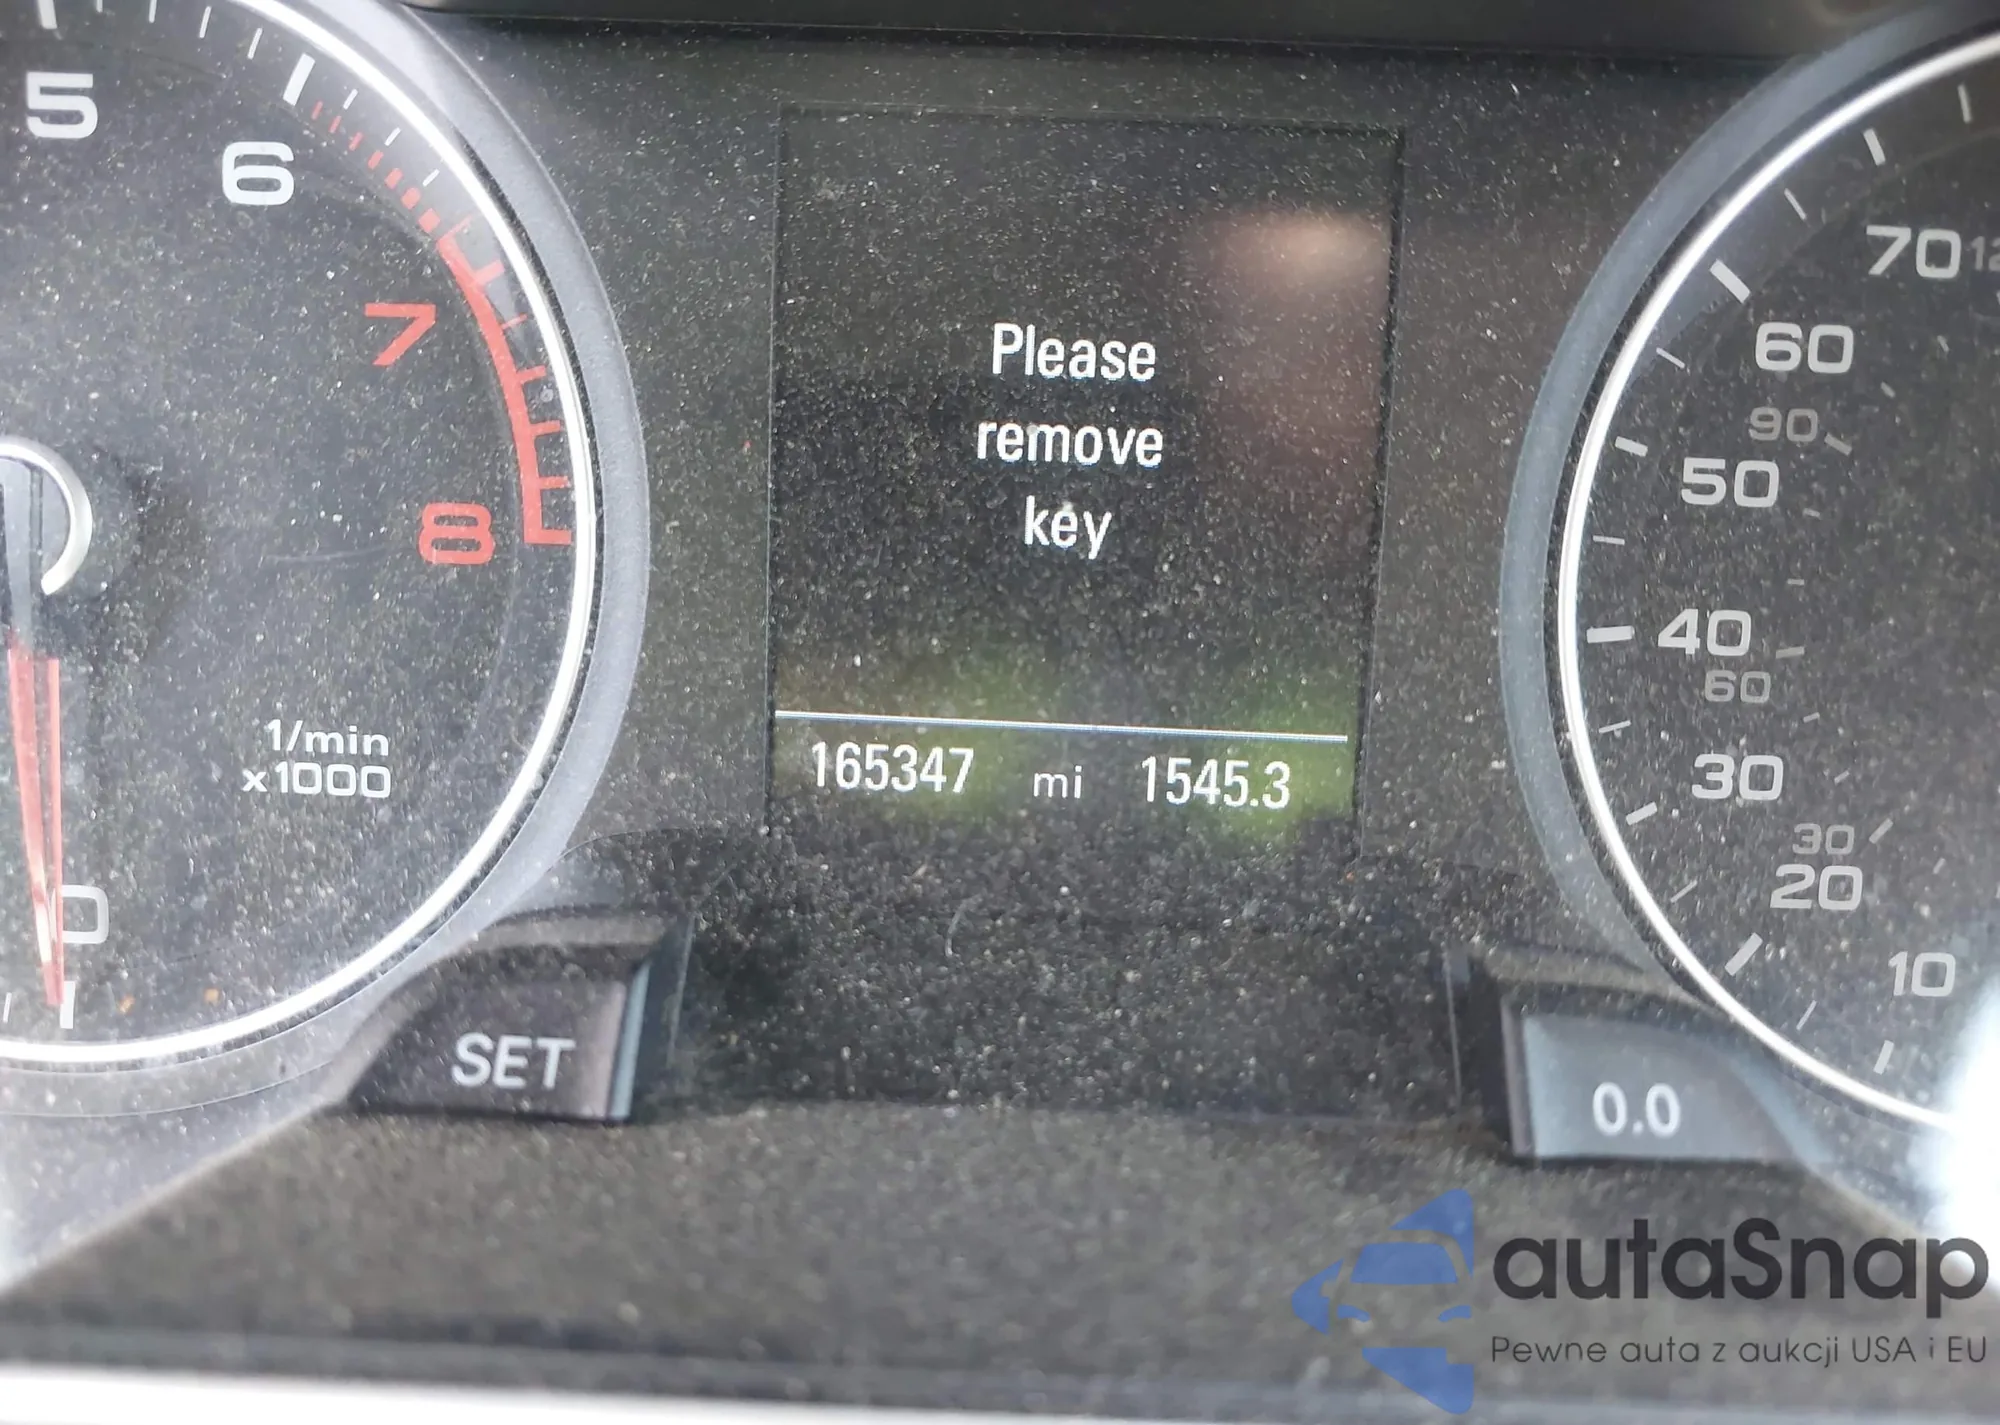 5
6
7
8
1/min
x1000
0
SET
Please
remove
key
165347 mi 1545.3
70
60
90
50
40
60
30
30
20
10
0.0
autaSnap
Pewne auta z aukcji USA i EU